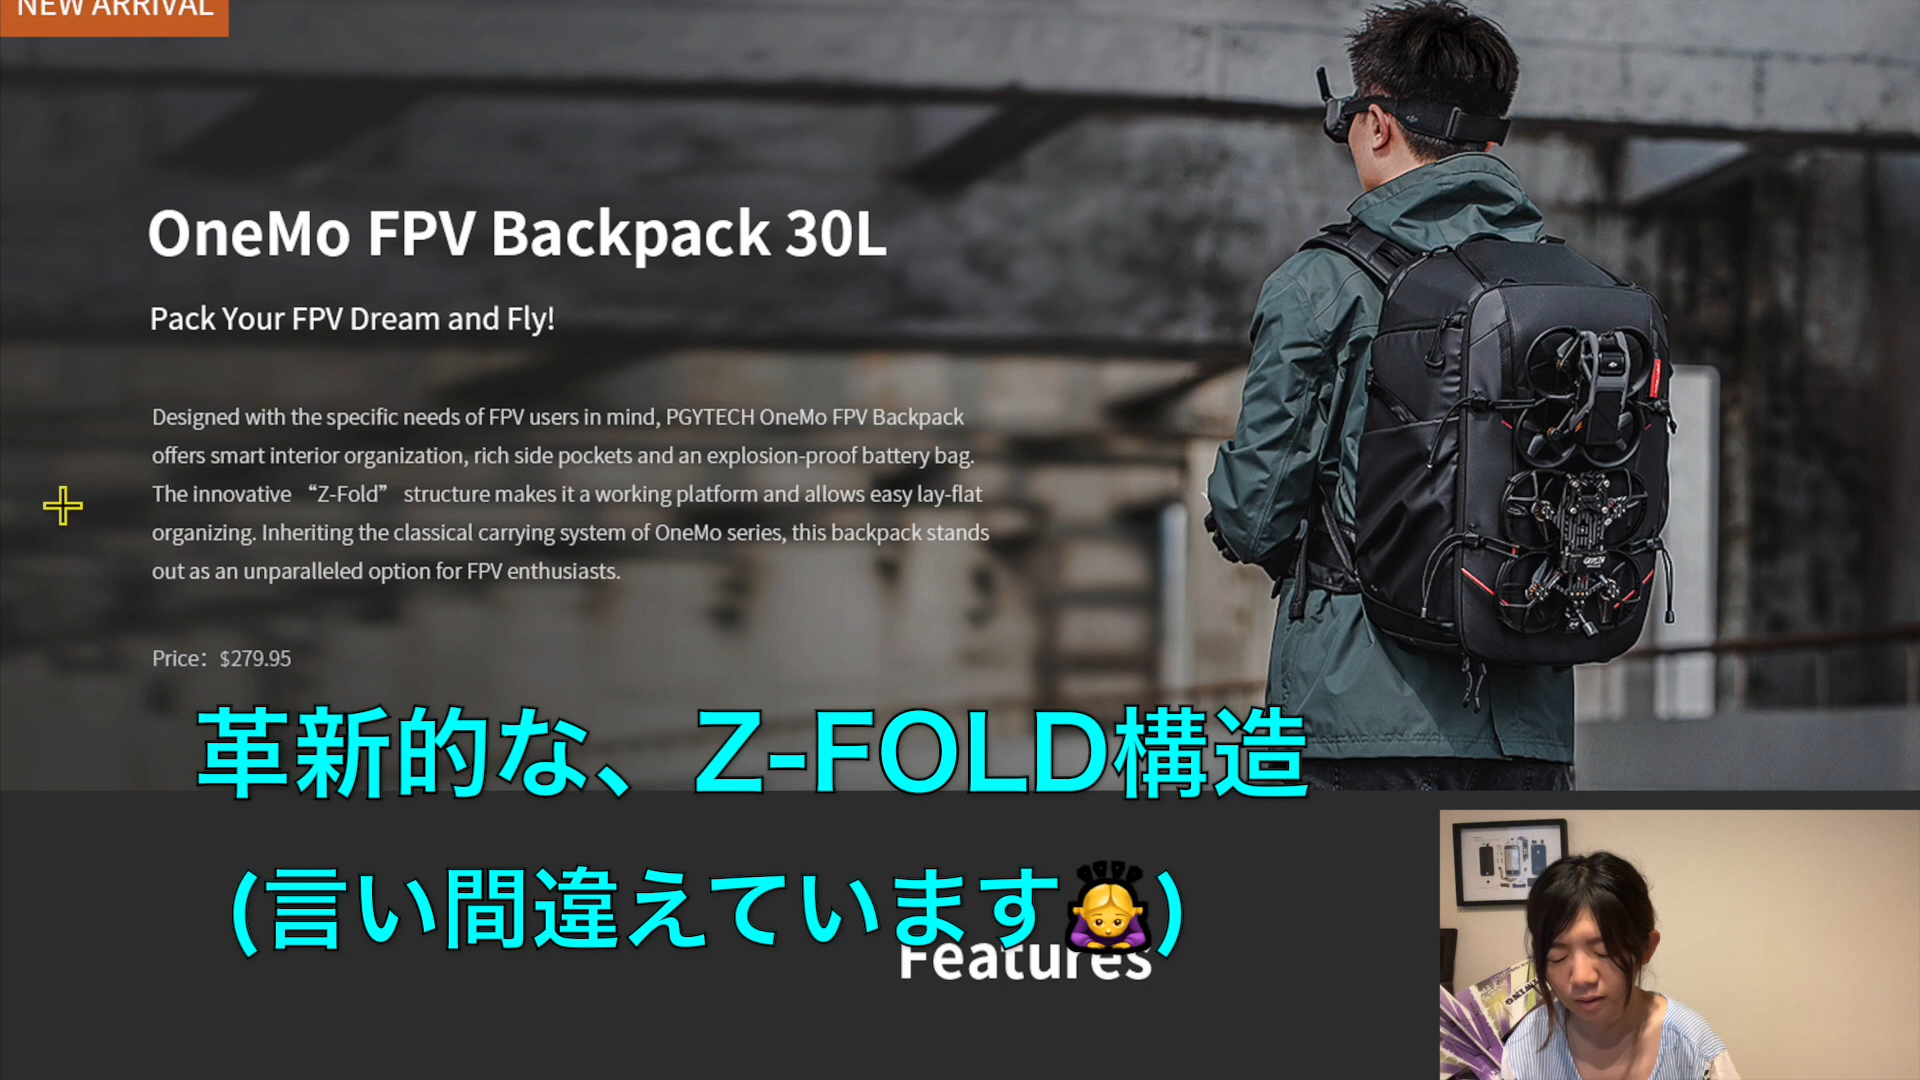 NEW ARRIVAL
OneMo FPV Backpack 30L
Pack Your FPV Dream and Fly!
Designed with the specific needs of FPV users in mind, PGYTECH OneMo FPV Backpack
offers smart interior organization, rich side pockets and an explosion-proof battery bag.
The innovative “Z-Fold” structure makes it a working platform and allows easy lay-flat
organizing. Inheriting the classical carrying system of OneMo series, this backpack stands
out as an unparalleled option for FPV enthusiasts.
Price：$279.95
革新的な、Z-FOLD構造
(言い間違えています🙇‍♀️)
Features